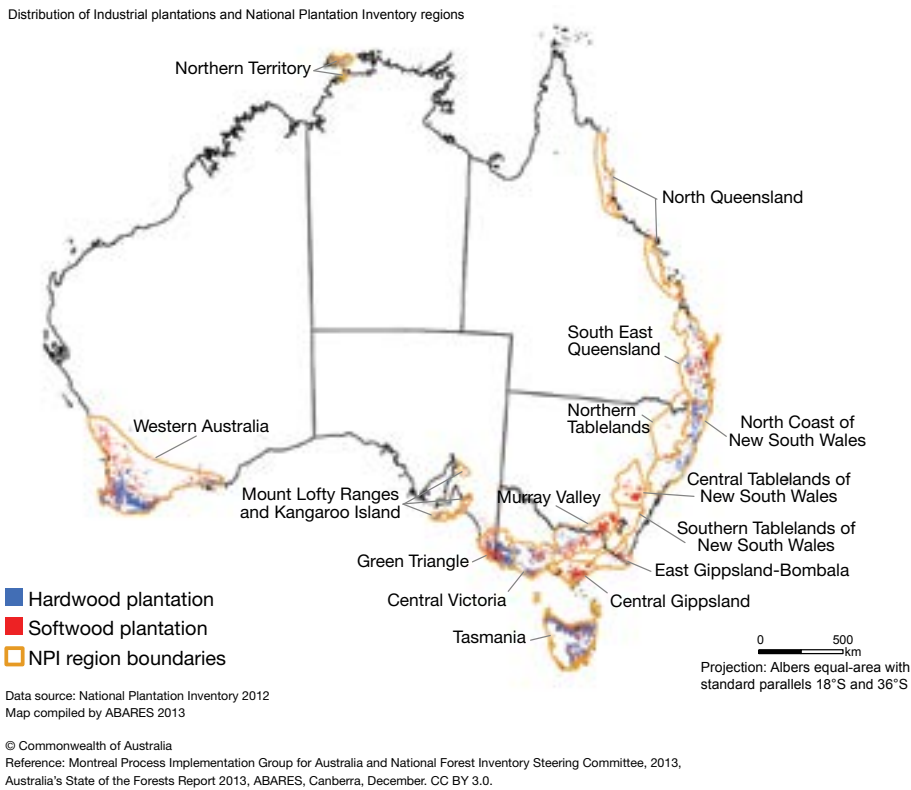 Distribution of Industrial plantations and National Plantation Inventory regions
Northern Territory
North Queensland
South East
Queensland
Northern
Tablelands
North Coast of
New South Wales
Western Australia
Central Tablelands of
New South Wales
Mount Lofty Ranges
and Kangaroo Island
Murray Valley
Southern Tablelands of
New South Wales
Green Triangle
East Gippsland-Bombala
Central Victoria
Central Gippsland
Tasmania
Hardwood plantation
Softwood plantation
NPI region boundaries
0 500
km
Projection: Albers equal-area with
standard parallels 18°S and 36°S
Data source: National Plantation Inventory 2012
Map compiled by ABARES 2013
© Commonwealth of Australia
Reference: Montreal Process Implementation Group for Australia and National Forest Inventory Steering Committee, 2013,
Australia's State of the Forests Report 2013, ABARES, Canberra, December. CC BY 3.0.